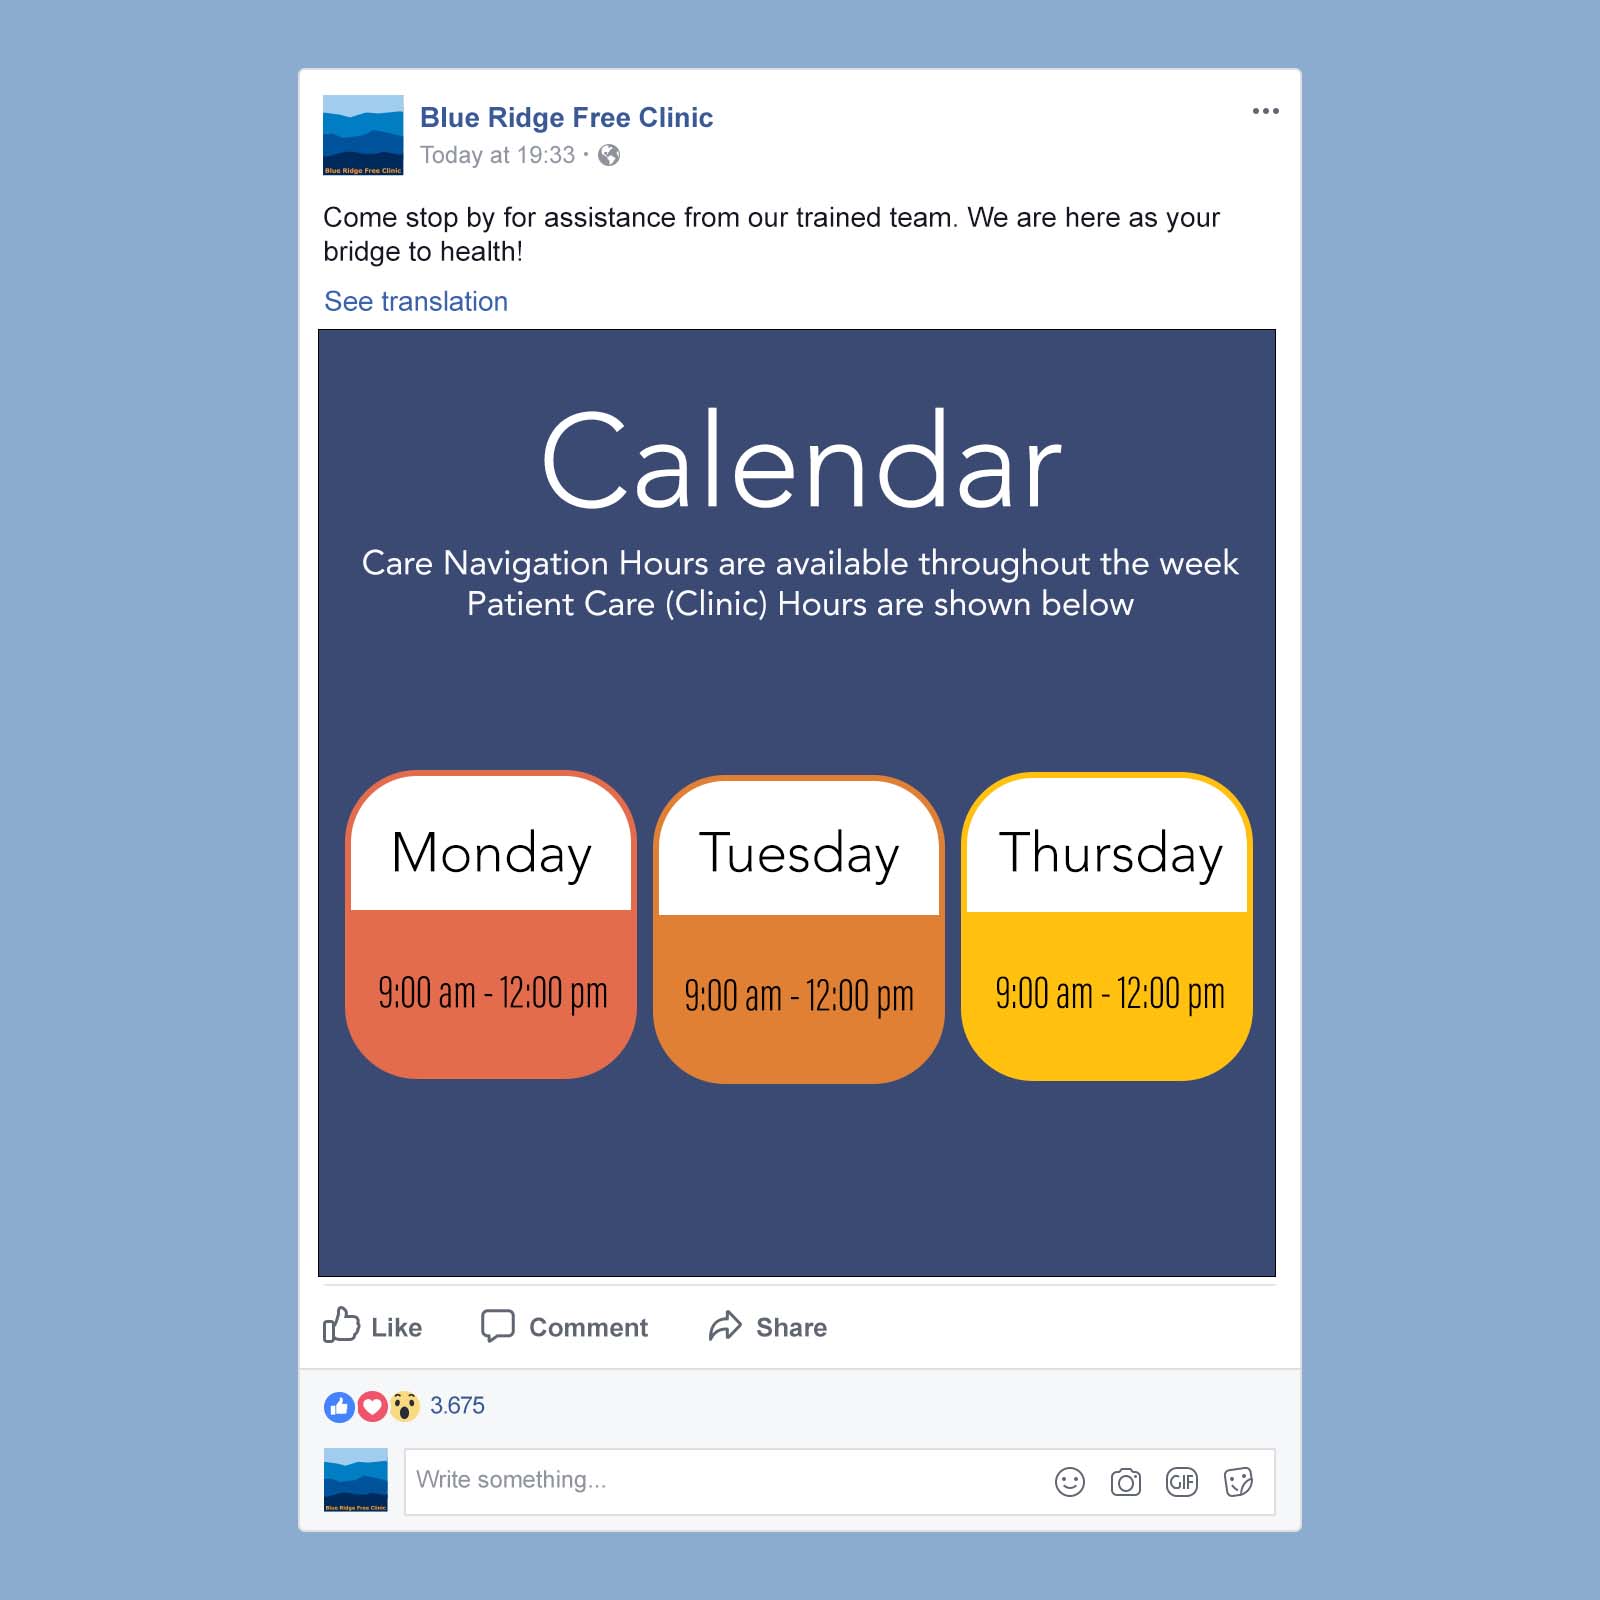 Blue Ridge Free Clinic
Blue Ridge Free Clinic
Today at 19:33 ·
Come stop by for assistance from our trained team. We are here as your
bridge to health!
See translation
Calendar
Care Navigation Hours are available throughout the week
Patient Care (Clinic) Hours are shown below
Monday
9:00 am - 12:00 pm
Tuesday
9:00 am - 12:00 pm
Thursday
9:00 am - 12:00 pm
Like
Comment
Share
3.675
Blue Ridge Free Clinic
Write something...
GIF